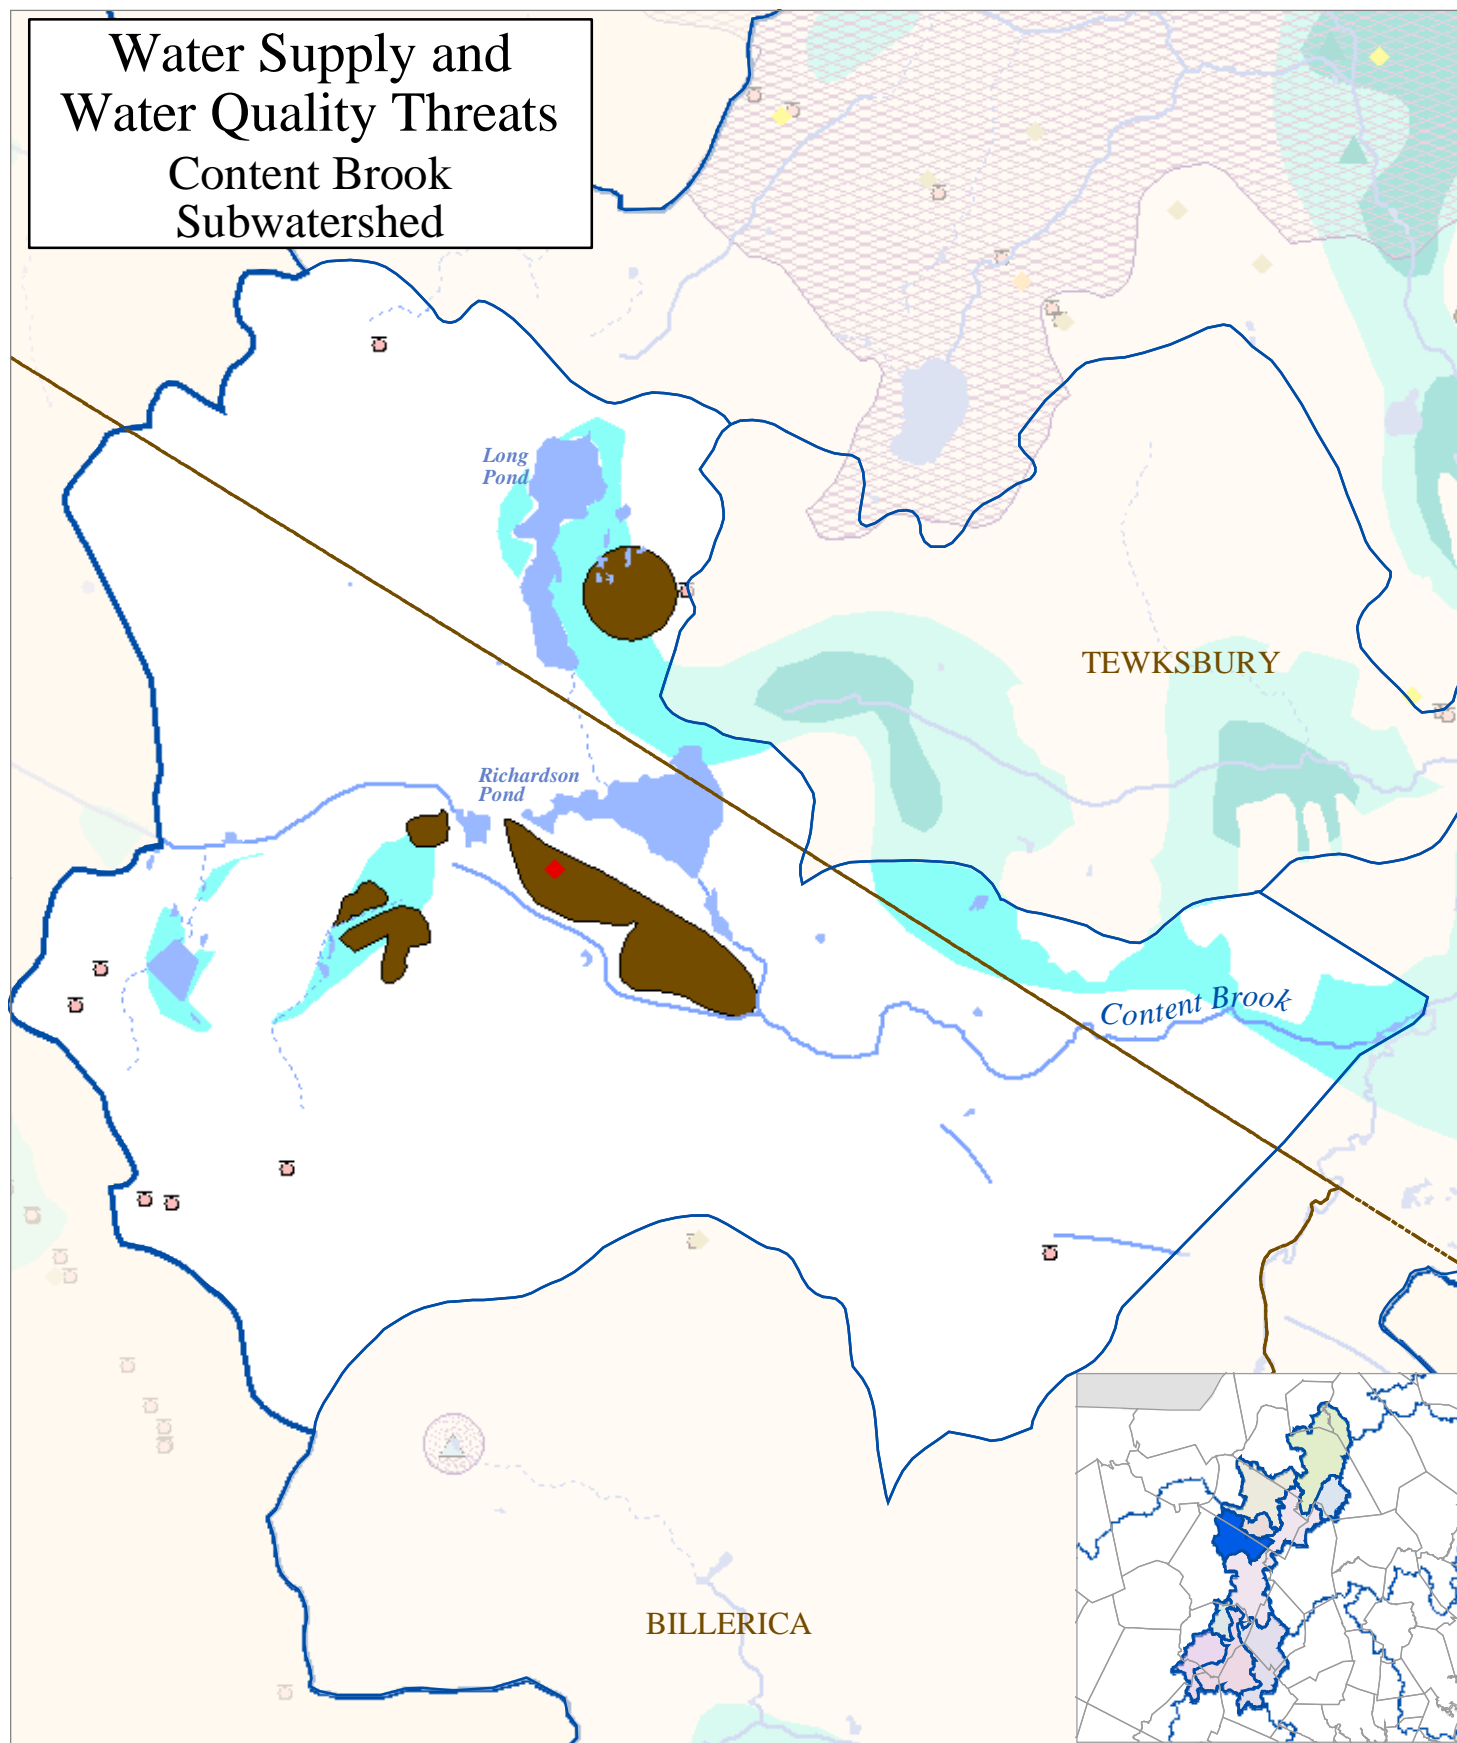 Water Supply and
Water Quality Threats
Content Brook
Subwatershed
Long
Pond
TEWKSBURY
Richardson
Pond
Content Brook
BILLERICA